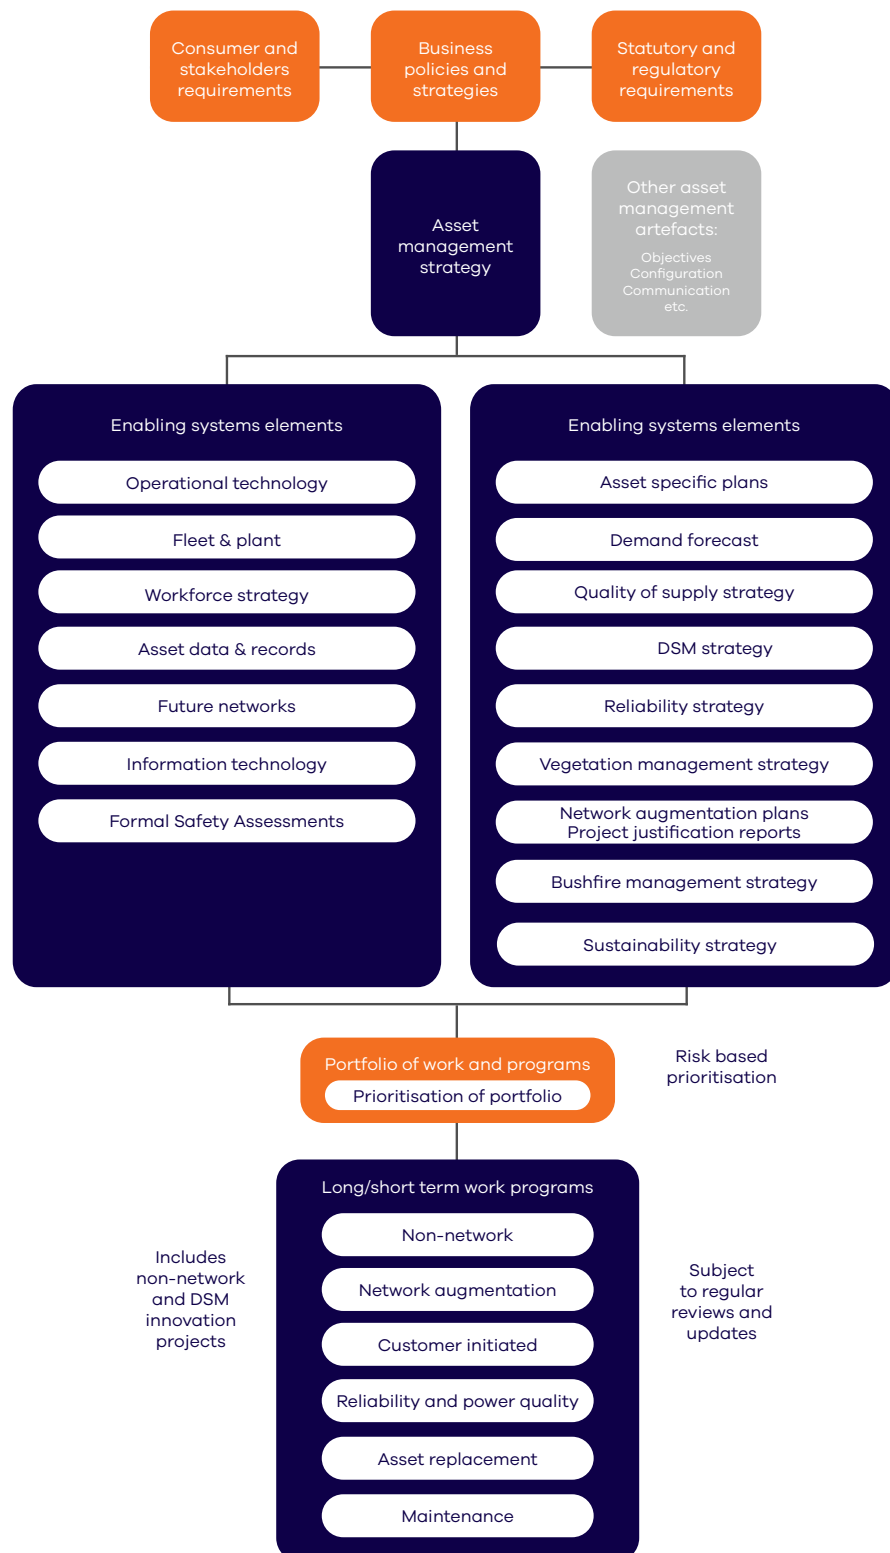 Consumer and
stakeholders
requirements
Business
policies and
strategies
Statutory and
regulatory
requirements
Asset
management
strategy
Other asset
management
artefacts:
Objectives
Configuration
Communication
etc.
Enabling systems elements
Operational technology
Fleet & plant
Workforce strategy
Asset data & records
Future networks
Information technology
Formal Safety Assessments
Enabling systems elements
Asset specific plans
Demand forecast
Quality of supply strategy
DSM strategy
Reliability strategy
Vegetation management strategy
Network augmentation plans
Project justification reports
Bushfire management strategy
Sustainability strategy
Portfolio of work and programs
Prioritisation of portfolio
Risk based
prioritisation
Long/short term work programs
Non-network
Network augmentation
Customer initiated
Reliability and power quality
Asset replacement
Maintenance
Includes
non-network
and DSM
innovation
projects
Subject
to regular
reviews and
updates